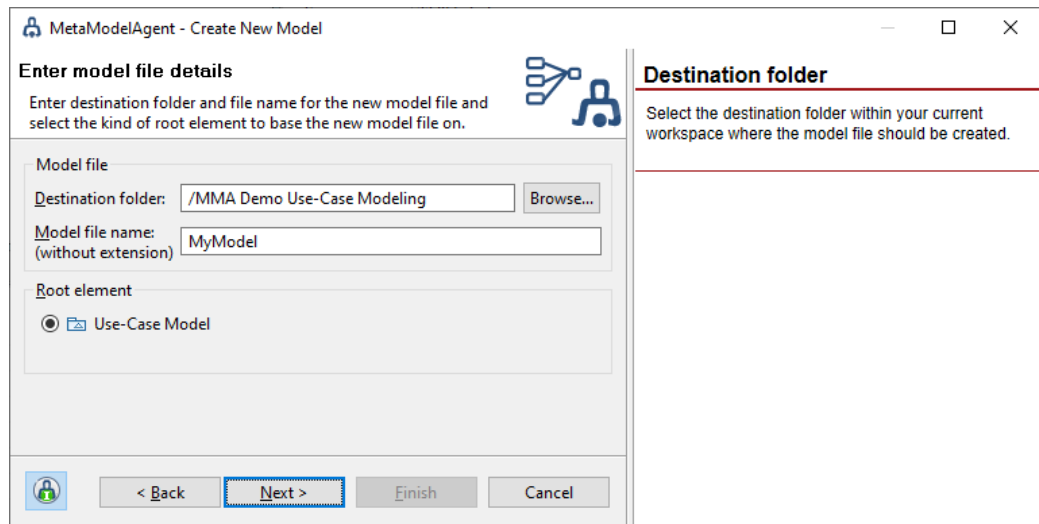 MetaModelAgent - Create New Model
Enter model file details
Enter destination folder and file name for the new model file and
select the kind of root element to base the new model file on.
Model file
Destination folder: /MMA Demo Use-Case Modeling Browse...
Model file name:
(without extension) MyModel
Root element
Use-Case Model
< Back Next > Finish Cancel
Destination folder
Select the destination folder within your current
workspace where the model file should be created.